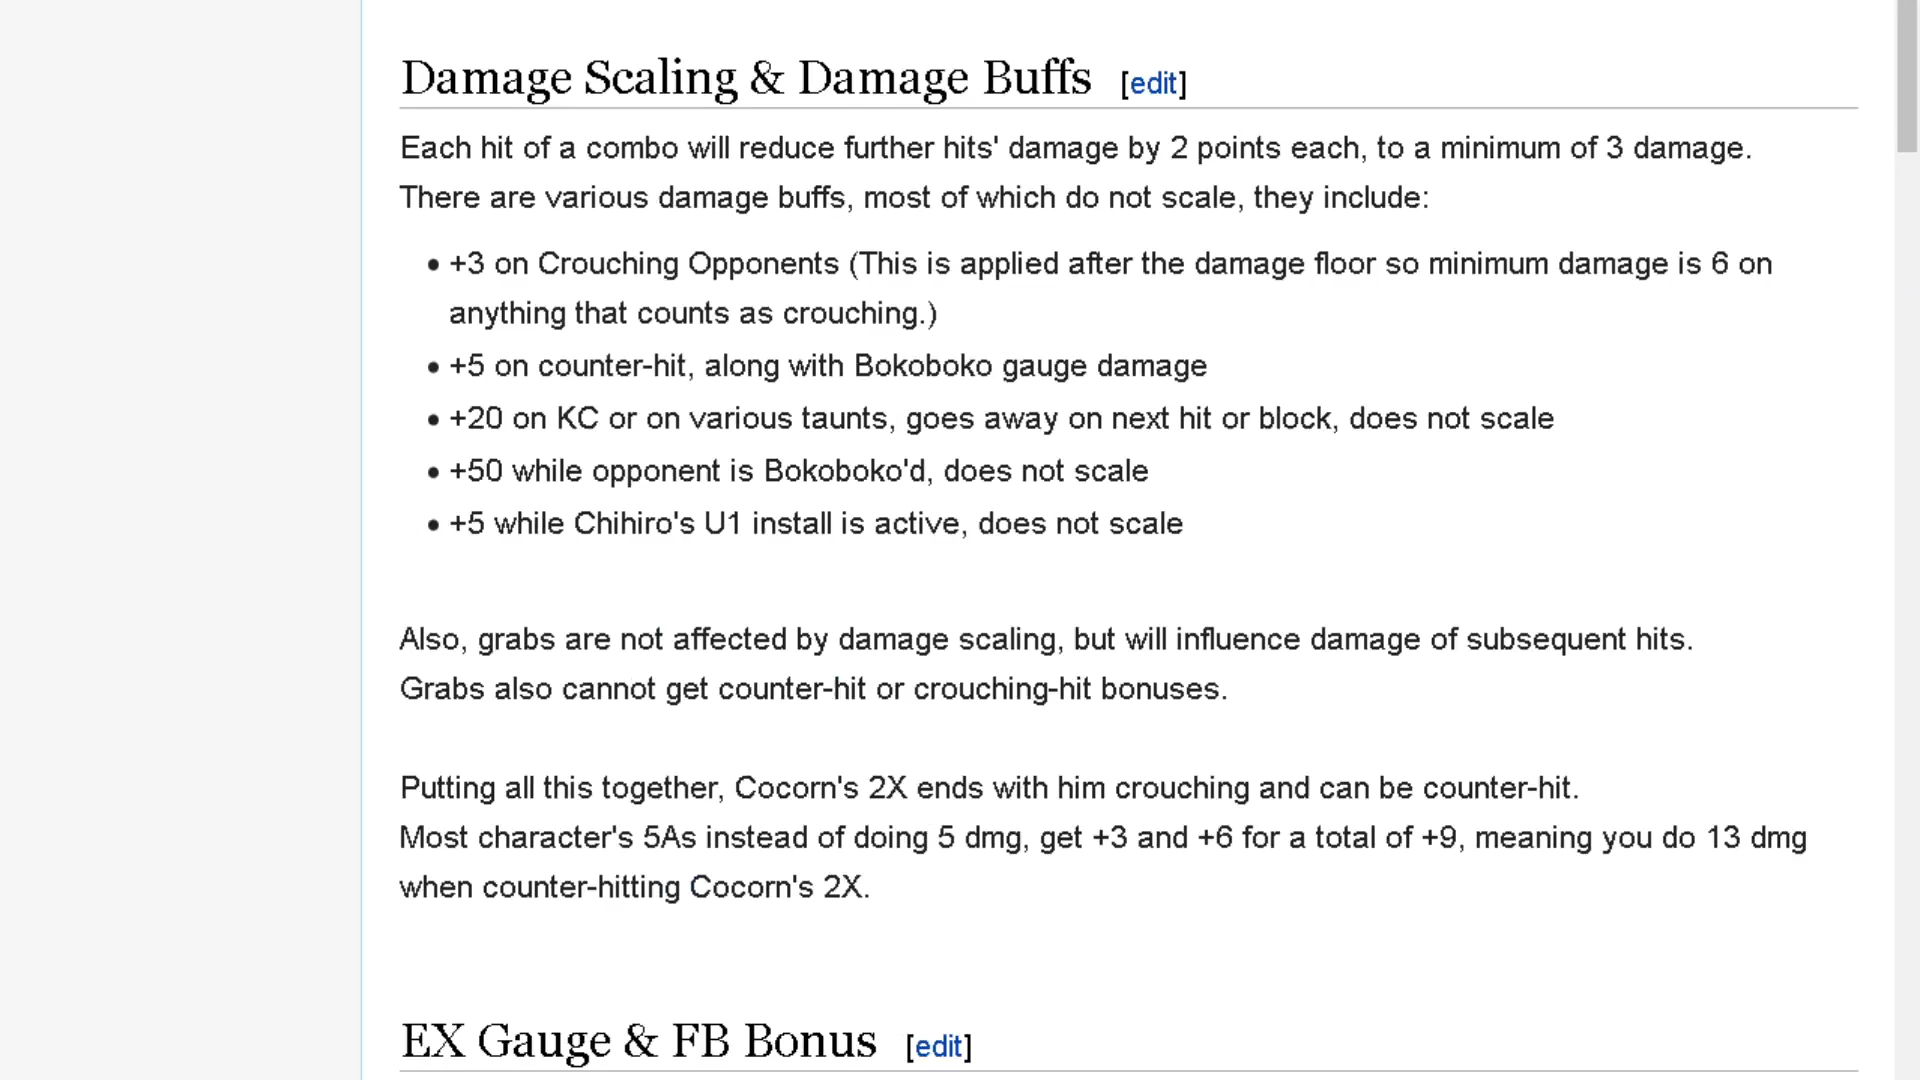 Damage Scaling & Damage Buffs [edit]
Each hit of a combo will reduce further hits' damage by 2 points each, to a minimum of 3 damage.
There are various damage buffs, most of which do not scale, they include:
• +3 on Crouching Opponents (This is applied after the damage floor so minimum damage is 6 on
anything that counts as crouching.)
• +5 on counter-hit, along with Bokoboko gauge damage
• +20 on KC or on various taunts, goes away on next hit or block, does not scale
• +50 while opponent is Bokoboko'd, does not scale
• +5 while Chihiro's U1 install is active, does not scale
Also, grabs are not affected by damage scaling, but will influence damage of subsequent hits.
Grabs also cannot get counter-hit or crouching-hit bonuses.
Putting all this together, Cocorn's 2X ends with him crouching and can be counter-hit.
Most character's 5As instead of doing 5 dmg, get +3 and +6 for a total of +9, meaning you do 13 dmg
when counter-hitting Cocorn's 2X.
EX Gauge & FB Bonus [edit]